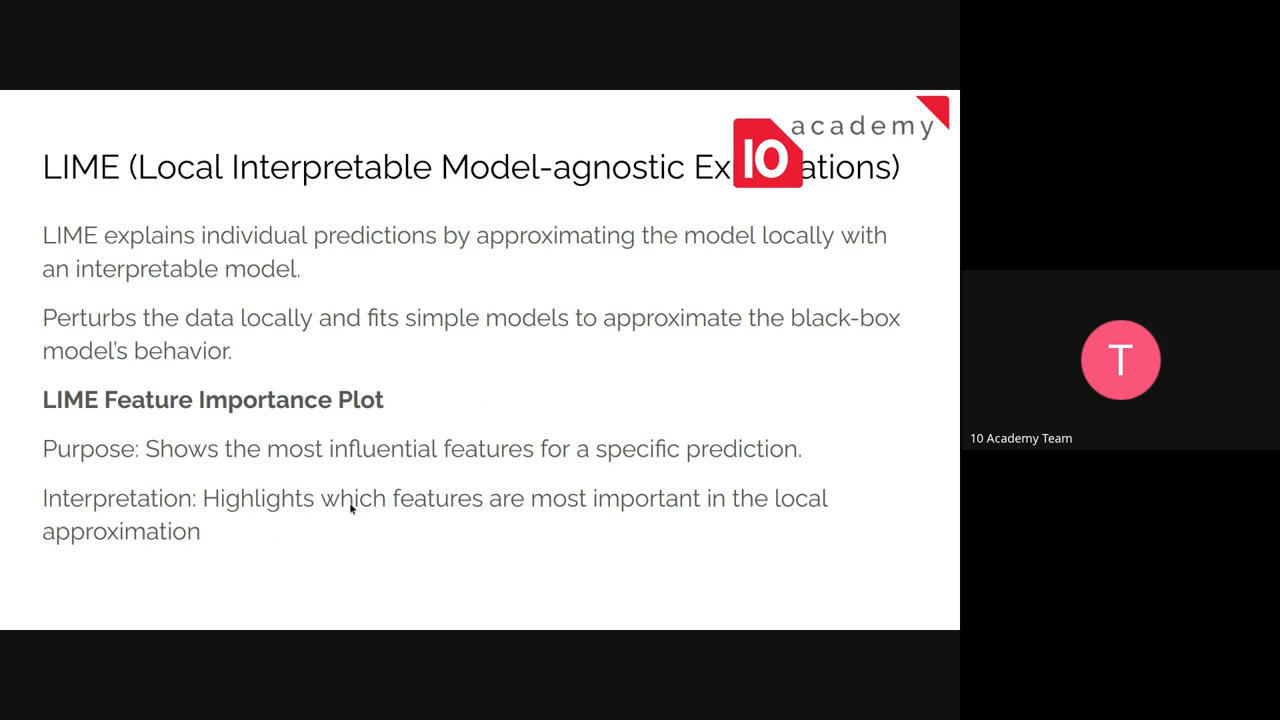 academy
10
LIME (Local Interpretable Model-agnostic Ex ations)
LIME explains individual predictions by approximating the model locally with
an interpretable model.
Perturbs the data locally and fits simple models to approximate the black-box
model's behavior.
LIME Feature Importance Plot
Purpose: Shows the most influential features for a specific prediction.
Interpretation: Highlights which features are most important in the local
approximation
T
10 Academy Team